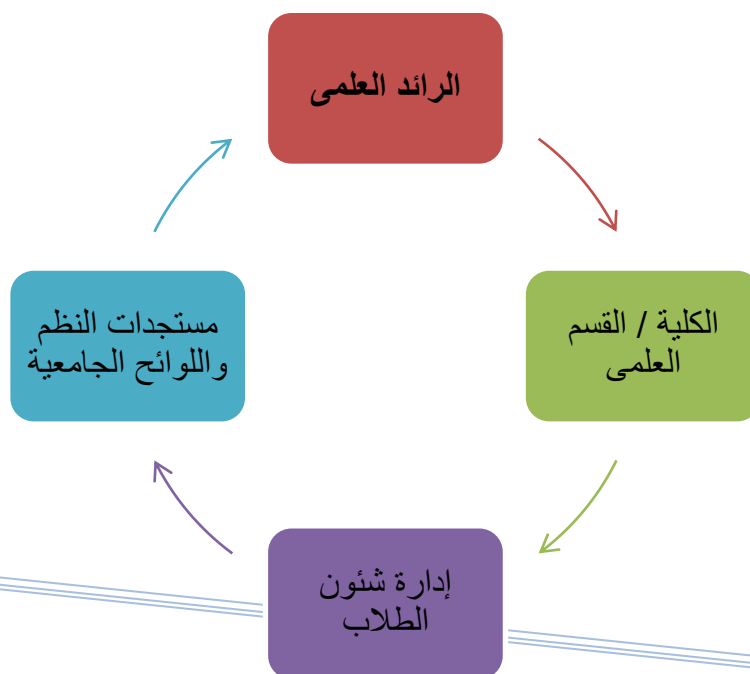 الرائد العلمى
الكلية / القسم
العلمى
إدارة شئون
الطلاب
مستجدات النظم
واللوائح الجامعية